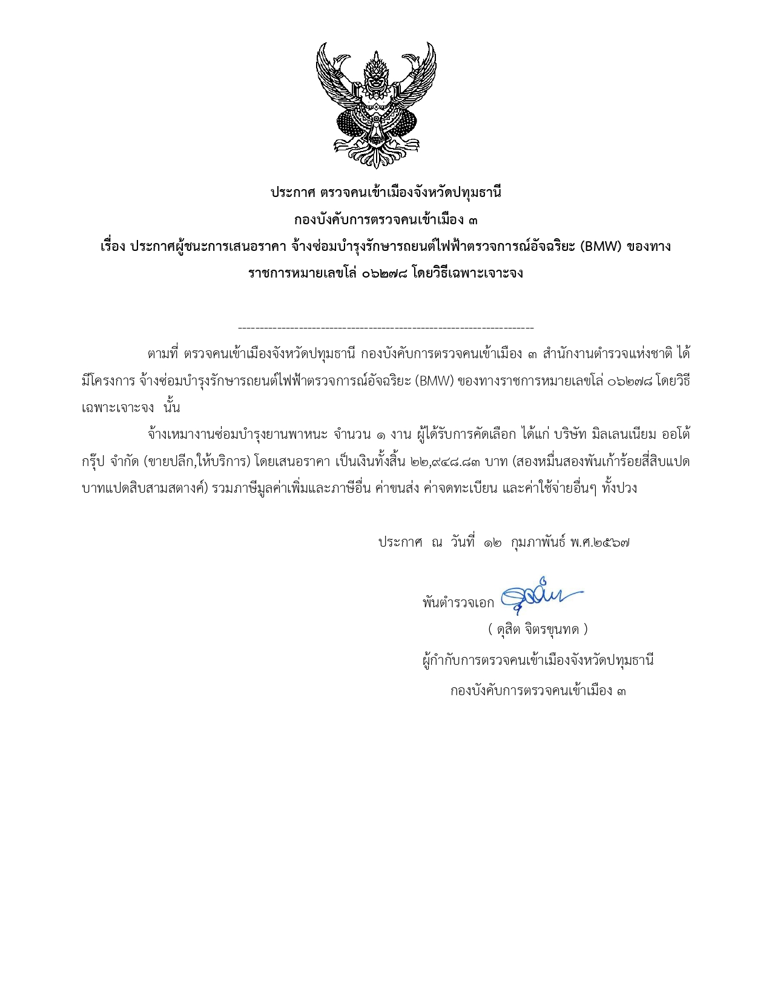 ประกาศ ตรวจคนเข้าเมืองจังหวัดปทุมธานี
กองบังคับการตรวจคนเข้าเมือง ๓
เรื่อง ประกาศผู้ชนะการเสนอราคา จ้างซ่อมบำรุงรักษารถยนต์ไฟฟ้าตรวจการณ์อัจฉริยะ (BMW) ของทาง
ราชการหมายเลขโล่ ๐๖๒๗๘ โดยวิธีเฉพาะเจาะจง
--------------------------------------------------------------------
ตามที่ ตรวจคนเข้าเมืองจังหวัดปทุมธานี กองบังคับการตรวจคนเข้าเมือง ๓ สำนักงานตำรวจแห่งชาติ ได้
มีโครงการ จ้างซ่อมบำรุงรักษารถยนต์ไฟฟ้าตรวจการณ์อัจฉริยะ (BMW) ของทางราชการหมายเลขโล่ ๐๖๒๗๘ โดยวิธี
เฉพาะเจาะจง นั้น
จ้างเหมางานซ่อมบำรุงยานพาหนะ จำนวน ๑ งาน ผู้ได้รับการคัดเลือก ได้แก่ บริษัท มิลเลนเนียม ออโต้
กรุ๊ป จำกัด (ขายปลีก,ให้บริการ) โดยเสนอราคา เป็นเงินทั้งสิ้น ๒๒,๙๔๘.๘๓ บาท (สองหมื่นสองพันเก้าร้อยสี่สิบแปด
บาทแปดสิบสามสตางค์) รวมภาษีมูลค่าเพิ่มและภาษีอื่น ค่าขนส่ง ค่าจดทะเบียน และค่าใช้จ่ายอื่นๆ ทั้งปวง
ประกาศ ณ วันที่ ๑๒ กุมภาพันธ์ พ.ศ.๒๕๖๗
พันตำรวจเอก
( ดุสิต จิตรขุนทด )
ผู้กำกับการตรวจคนเข้าเมืองจังหวัดปทุมธานี
กองบังคับการตรวจคนเข้าเมือง ๓